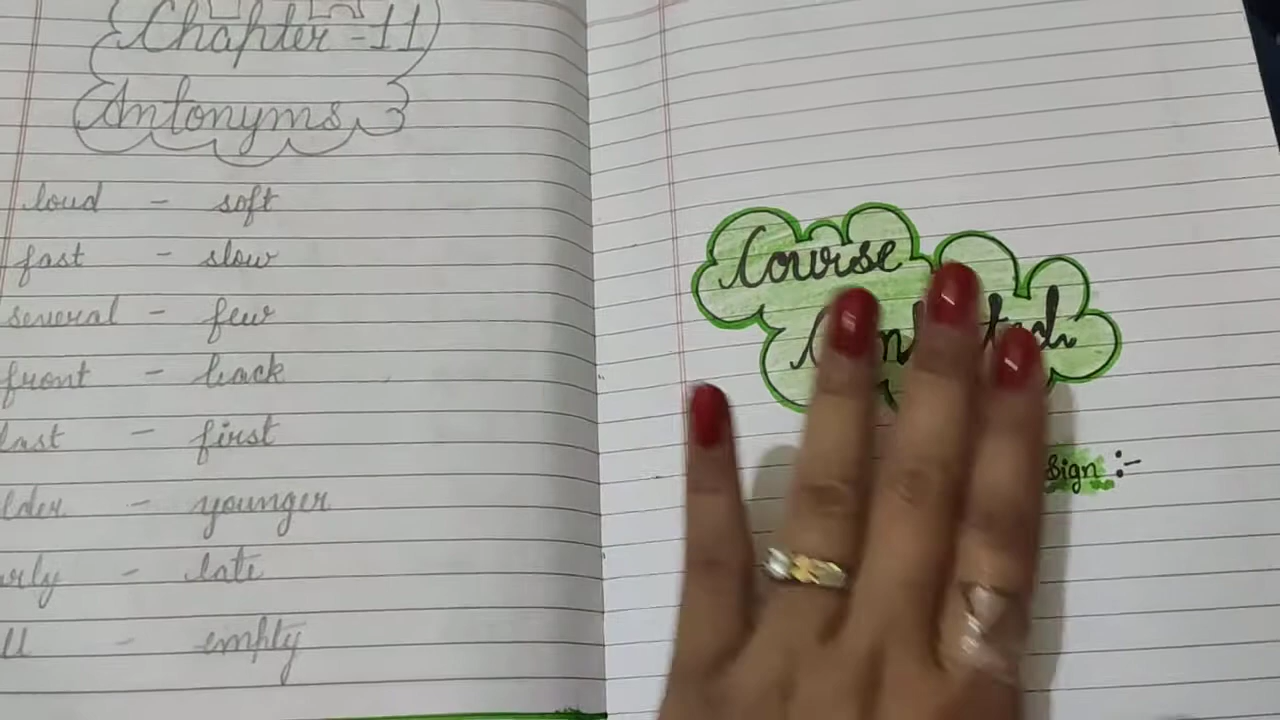 Chapter-11
Antonyms
loud - soft
fast - slow
several - few
front - back
last - first
- younger
- late
- empty
Course
Sign :-